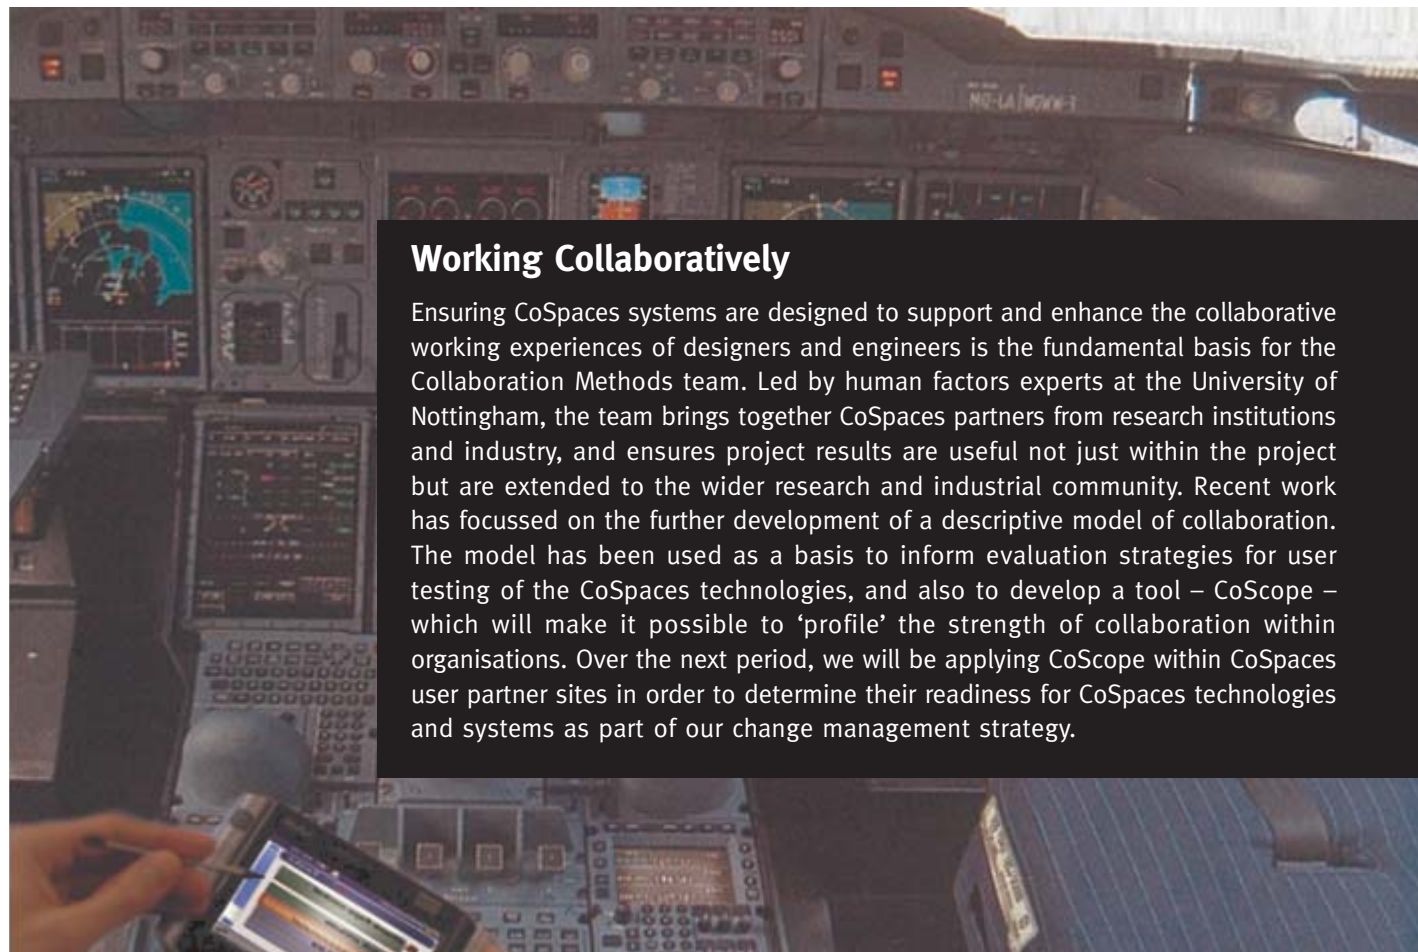 Working Collaboratively
Ensuring CoSpaces systems are designed to support and enhance the collaborative
working experiences of designers and engineers is the fundamental basis for the
Collaboration Methods team. Led by human factors experts at the University of
Nottingham, the team brings together CoSpaces partners from research institutions
and industry, and ensures project results are useful not just within the project
but are extended to the wider research and industrial community. Recent work
has focussed on the further development of a descriptive model of collaboration.
The model has been used as a basis to inform evaluation strategies for user
testing of the CoSpaces technologies, and also to develop a tool – CoScope –
which will make it possible to ‘profile’ the strength of collaboration within
organisations. Over the next period, we will be applying CoScope within CoSpaces
user partner sites in order to determine their readiness for CoSpaces technologies
and systems as part of our change management strategy.